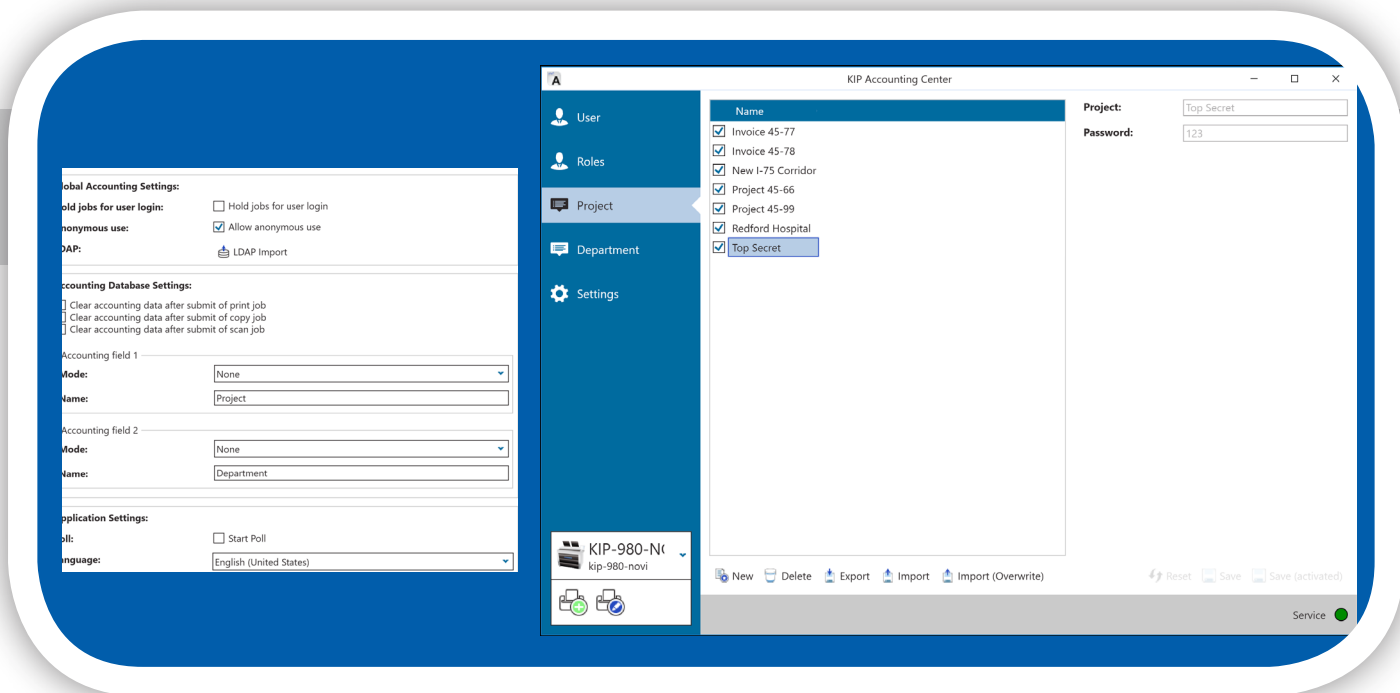 lobal Accounting Settings:
old jobs for user login: Hold jobs for user login
nonymous use: Allow anonymous use
DAP: LDAP Import
ccounting Database Settings:
Clear accounting data after submit of print job
Clear accounting data after submit of copy job
Clear accounting data after submit of scan job
Accounting field 1
Mode: None
Name: Project
Accounting field 2
Mode: None
Name: Department
pplication Settings:
oll: Start Poll
anguage: English (United States)
A KIP Accounting Center
User
Roles
Project
Department
Settings
KIP-980-N
kip-980-novi
Name
Invoice 45-77
Invoice 45-78
New I-75 Corridor
Project 45-66
Project 45-99
Redford Hospital
Top Secret
Project: Top Secret
Password: 123
New Delete Export Import Import (Overwrite) Reset Save Save (activated)
Service